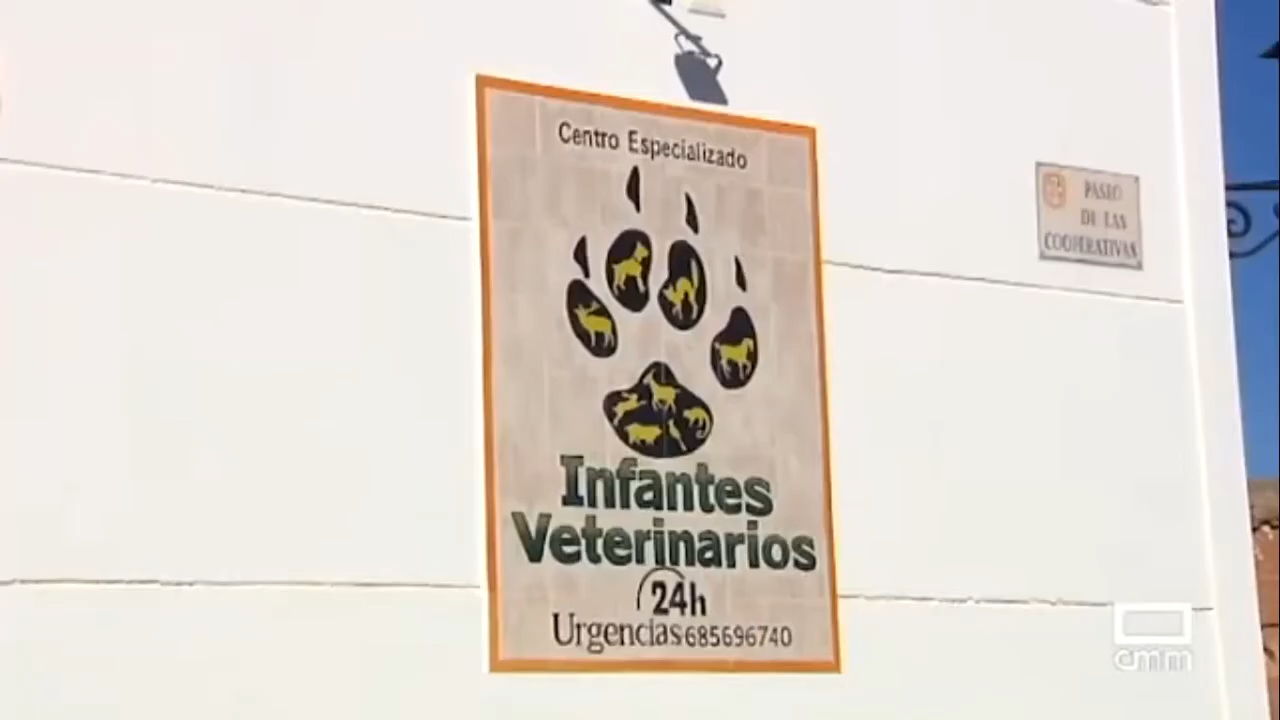 Centro Especializado
Infantes
Veterinarios
24h
Urgencias 685696740
PASEO
DE LAS
COOPERATIVAS
cmm